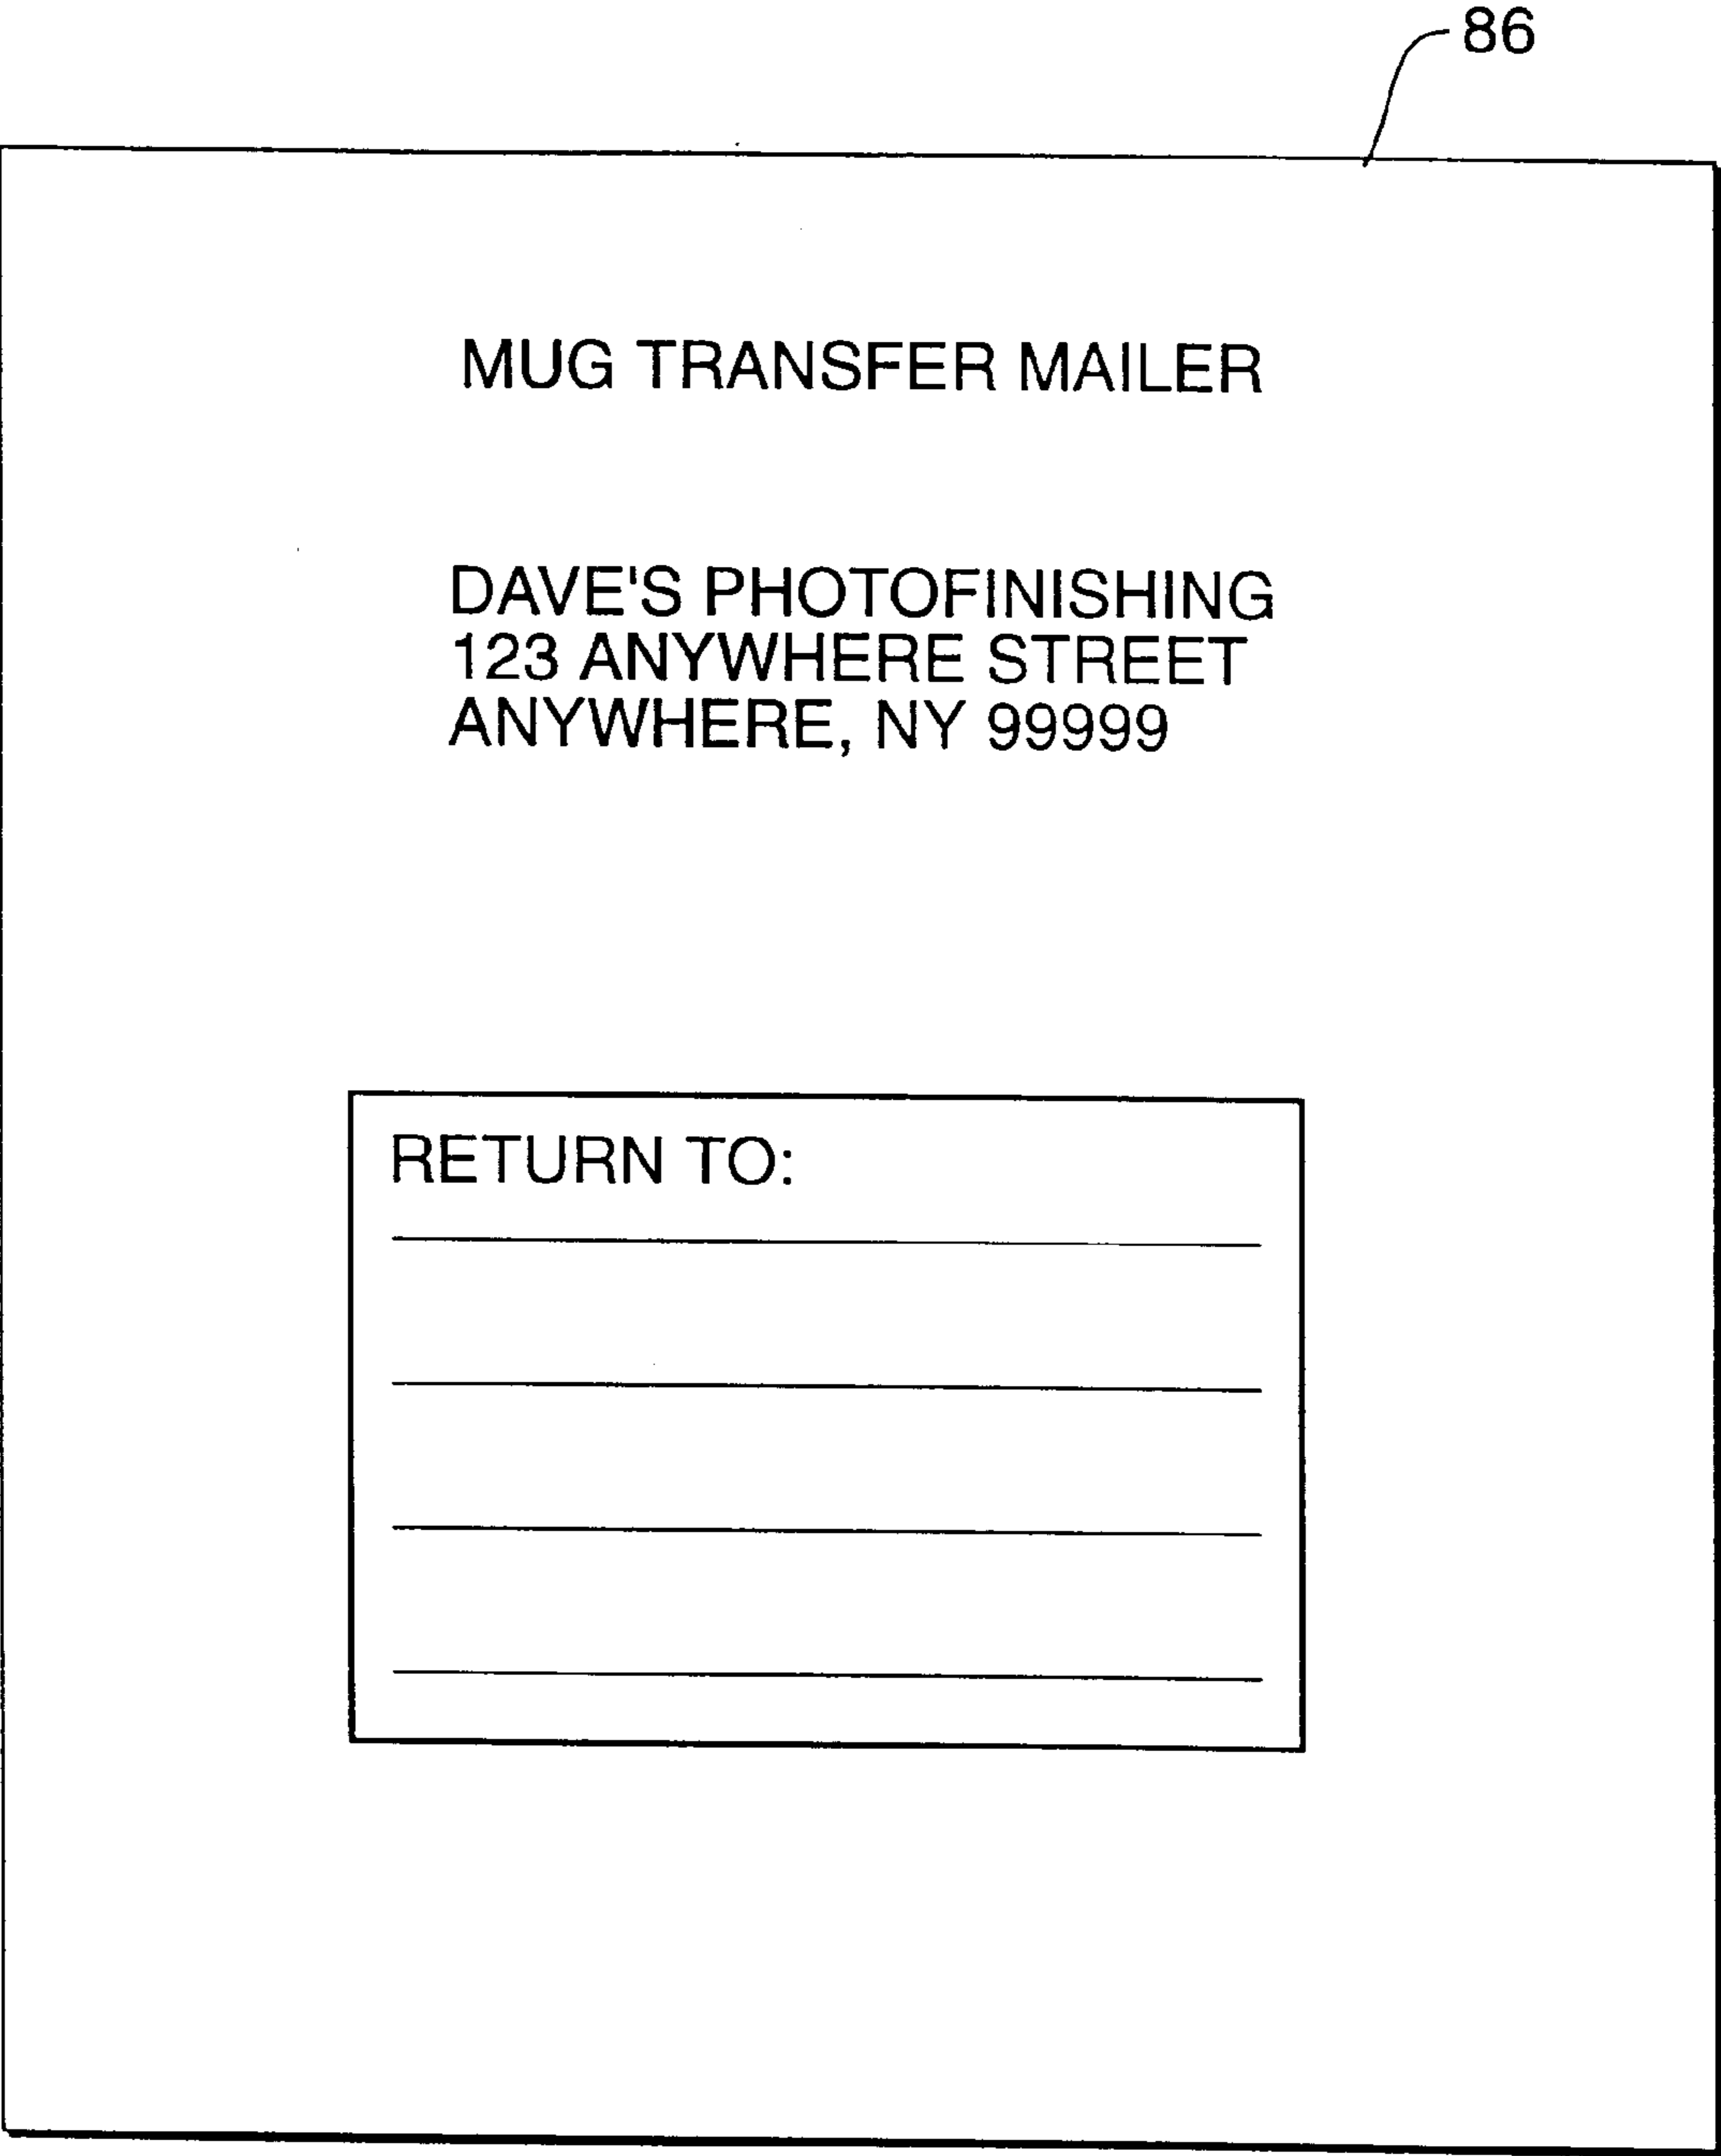 86
MUG TRANSFER MAILER
DAVE'S PHOTOFINISHING
123 ANYWHERE STREET
ANYWHERE, NY 99999
RETURN TO: